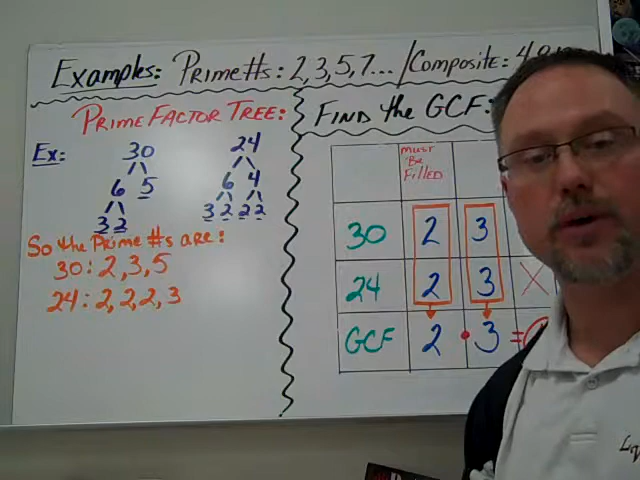 Examples: Prime #s: 2,3,5,7... / Composite: 4
PRIME FACTOR TREE:
Ex:
30
6 5
3 2
24
6 4
3 2 2 2
So the Prime #s are:
30: 2, 3, 5
24: 2, 2, 2, 3
FIND the GCF:
Must Be Filled
30 2 3
24 2 3 X
GCF 2 • 3 =